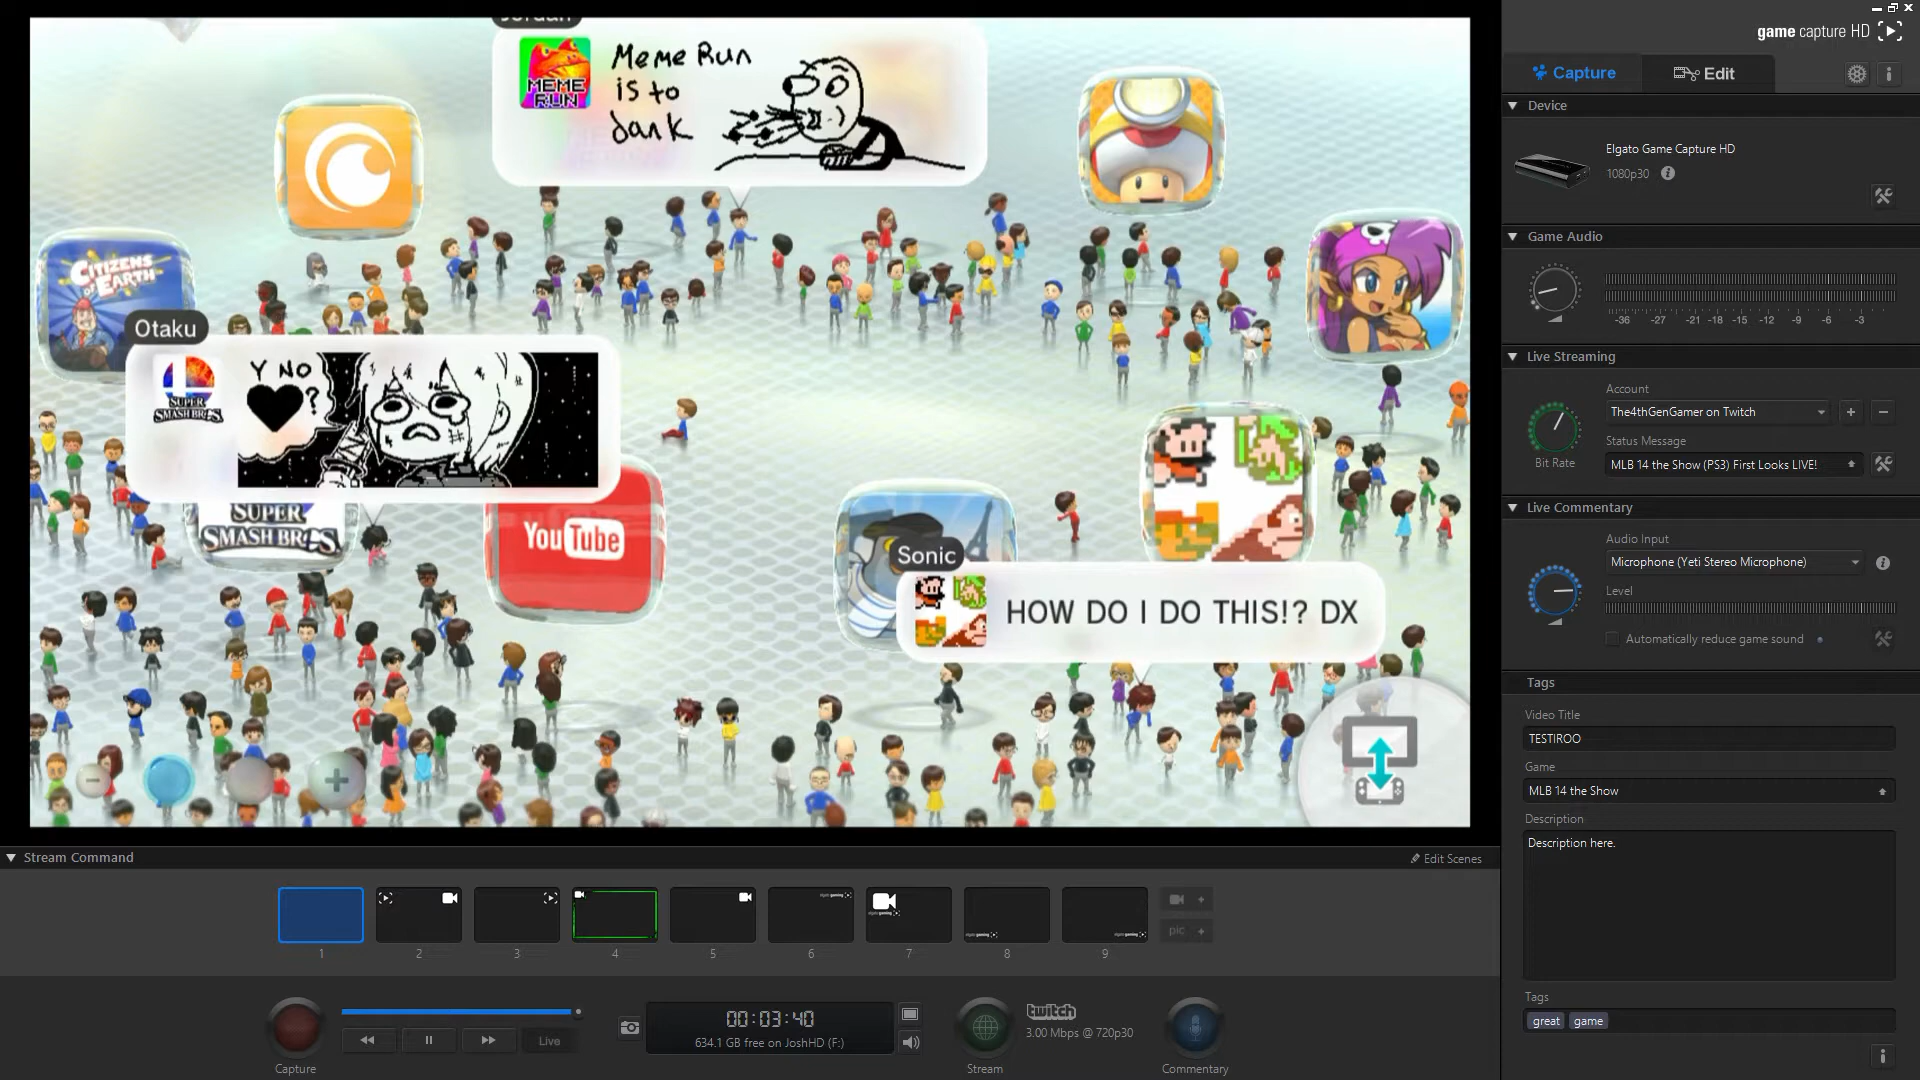 Jordan
MEME
RUN
Meme Run
is to
dank
CITIZENS
OF EARTH
Otaku
SUPER
SMASH BROS.
Y NO
?
SUPER
SMASH BROS.
YouTube
Sonic
HOW DO I DO THIS!? DX
game capture HD
Capture
Edit
Device
Elgato Game Capture HD
1080p30
Game Audio
-36 -27 -21 -18 -15 -12 -9 -6 -3
Live Streaming
Account
The4thGenGamer on Twitch
Status Message
Bit Rate
MLB 14 the Show (PS3) First Looks LIVE!
Live Commentary
Audio Input
Microphone (Yeti Stereo Microphone)
Level
Automatically reduce game sound
Tags
Video Title
TESTIROO
Game
MLB 14 the Show
Description
Description here.
Tags
great game
Stream Command
Edit Scenes
1 2 3 4 5 6 7 8 9
pic
00:03:40
634.1 GB free on JoshHD (F:)
Live
Capture
twitch
3.00 Mbps @ 720p30
Stream
Commentary